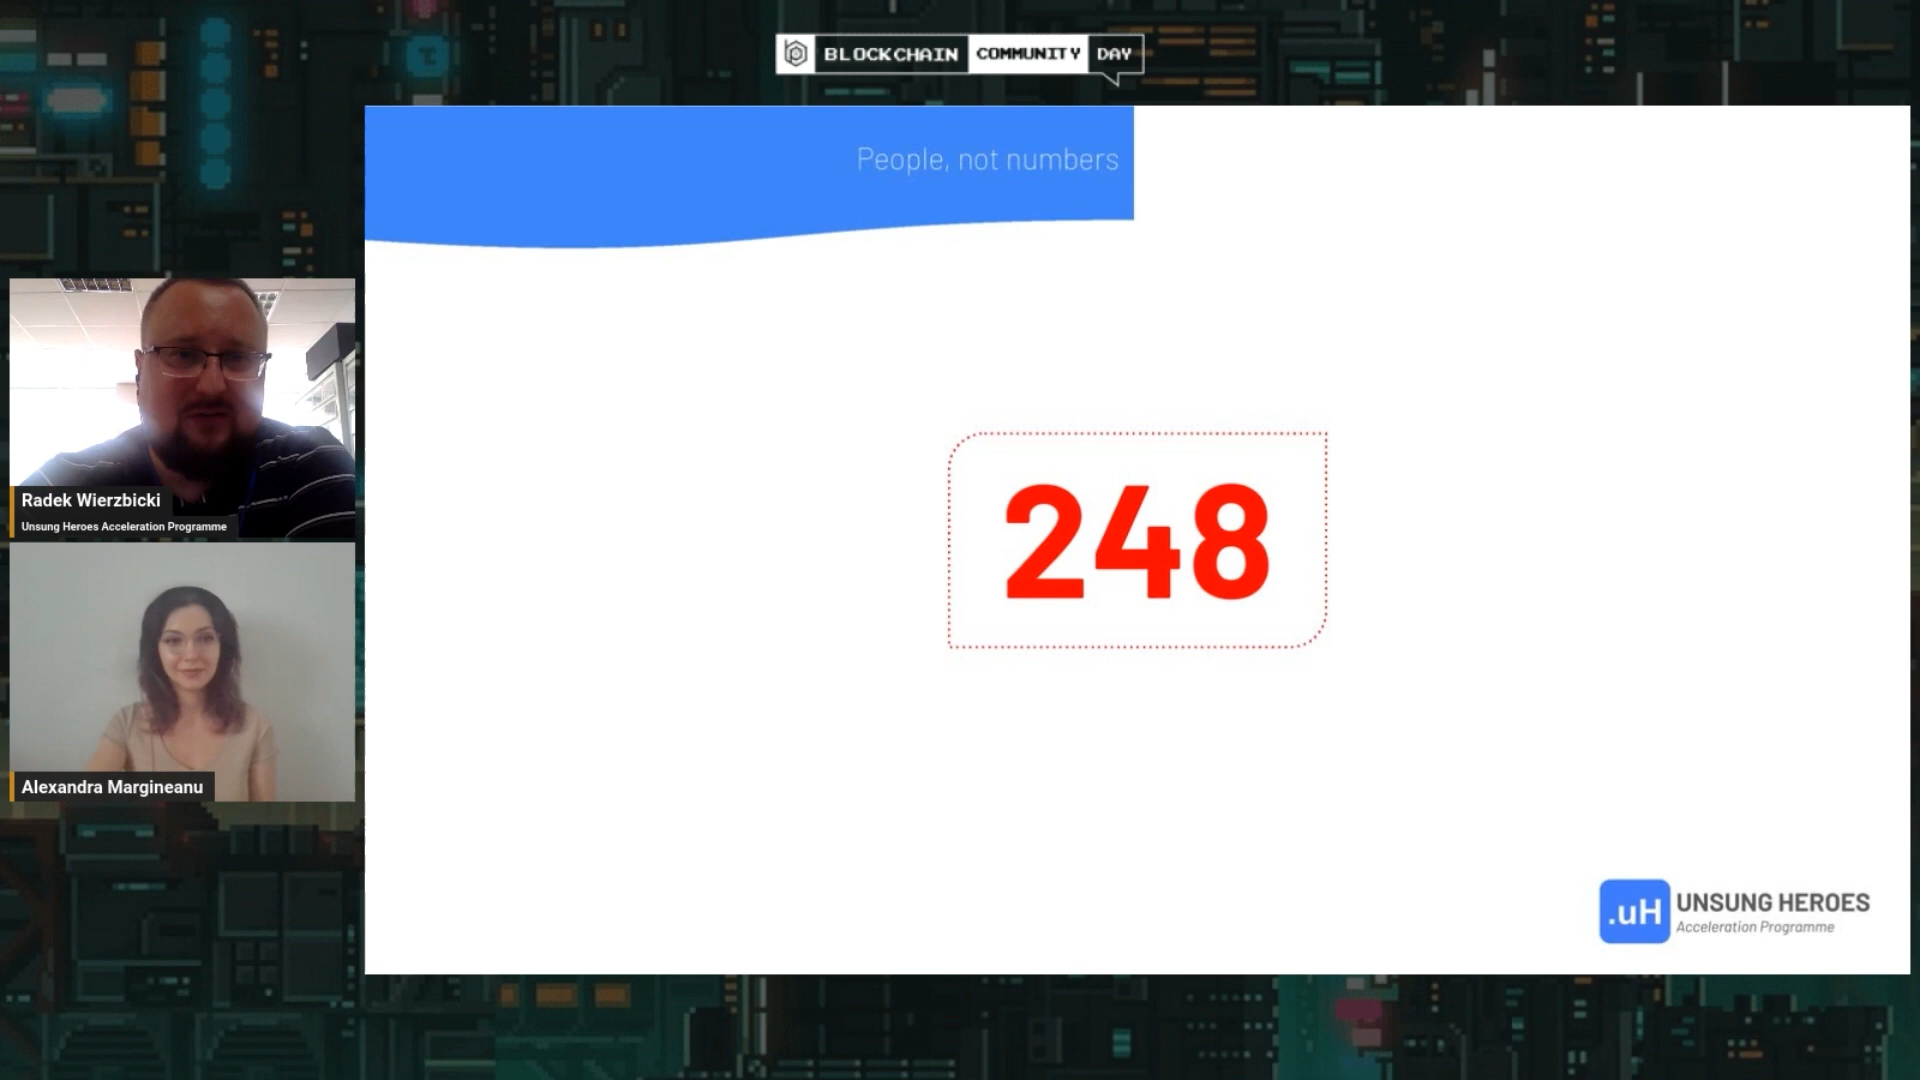 BLOCKCHAIN COMMUNITY DAY
People, not numbers
248
Radek Wierzbicki
Unsung Heroes Acceleration Programme
Alexandra Margineanu
.uH UNSUNG HEROES
Acceleration Programme